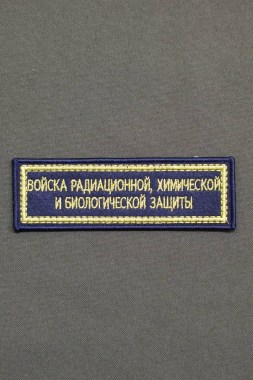 ВОЙСКА РАДИАЦИОННОЙ, ХИМИЧЕСКОЙ
И БИОЛОГИЧЕСКОЙ ЗАЩИТЫ